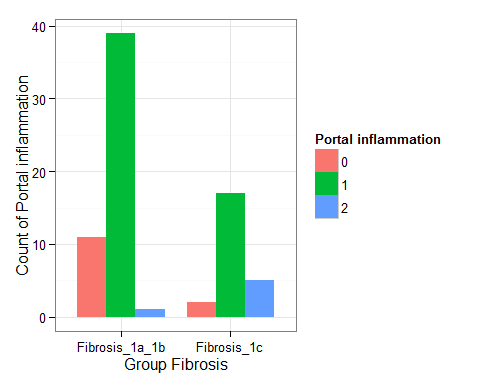 40
30
20
10
0
Count of Portal inflammation
Fibrosis_1a_1b Fibrosis_1c
Group Fibrosis
Portal inflammation
0
1
2